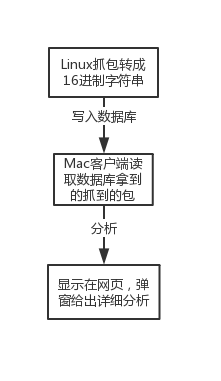 Linux抓包转成
16进制字符串
写入数据库
Mac客户端读
取数据库拿到
的抓到的包
分析
显示在网页，弹
窗给出详细分析